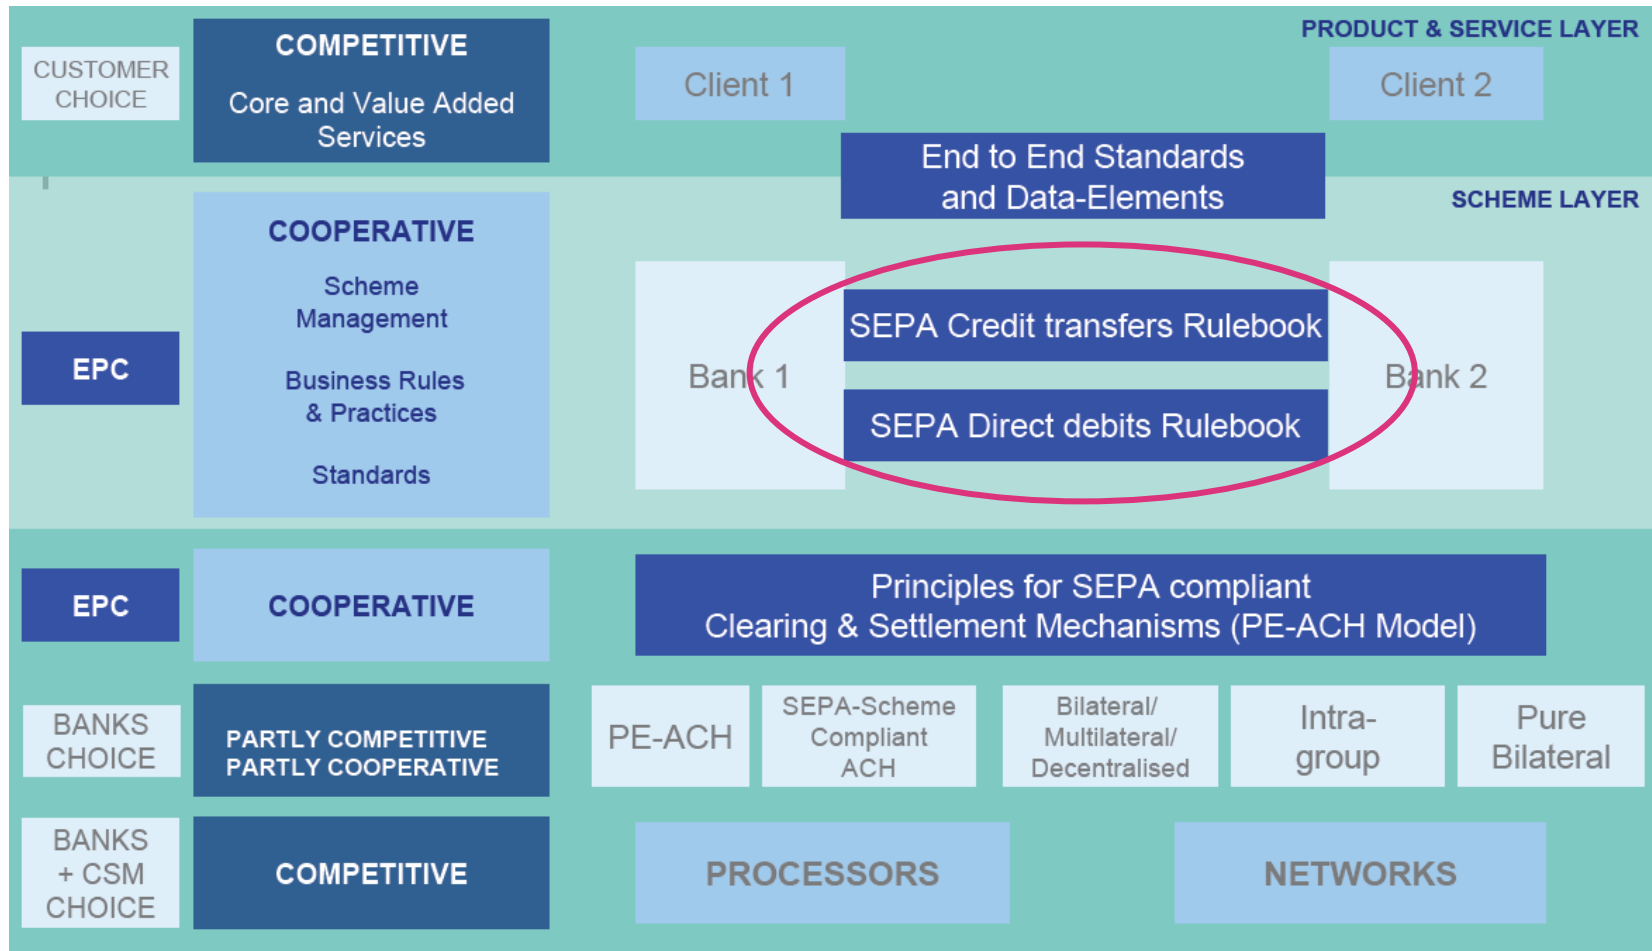 PRODUCT & SERVICE LAYER
CUSTOMER
CHOICE
COMPETITIVE
Core and Value Added
Services
Client 1
Client 2
End to End Standards
and Data-Elements
SCHEME LAYER
EPC
COOPERATIVE
Scheme
Management
Business Rules
& Practices
Standards
Bank 1
SEPA Credit transfers Rulebook
SEPA Direct debits Rulebook
Bank 2
EPC
COOPERATIVE
Principles for SEPA compliant
Clearing & Settlement Mechanisms (PE-ACH Model)
BANKS
CHOICE
PARTLY COMPETITIVE
PARTLY COOPERATIVE
PE-ACH
SEPA-Scheme
Compliant
ACH
Bilateral/
Multilateral/
Decentralised
Intra-
group
Pure
Bilateral
BANKS
+ CSM
CHOICE
COMPETITIVE
PROCESSORS
NETWORKS